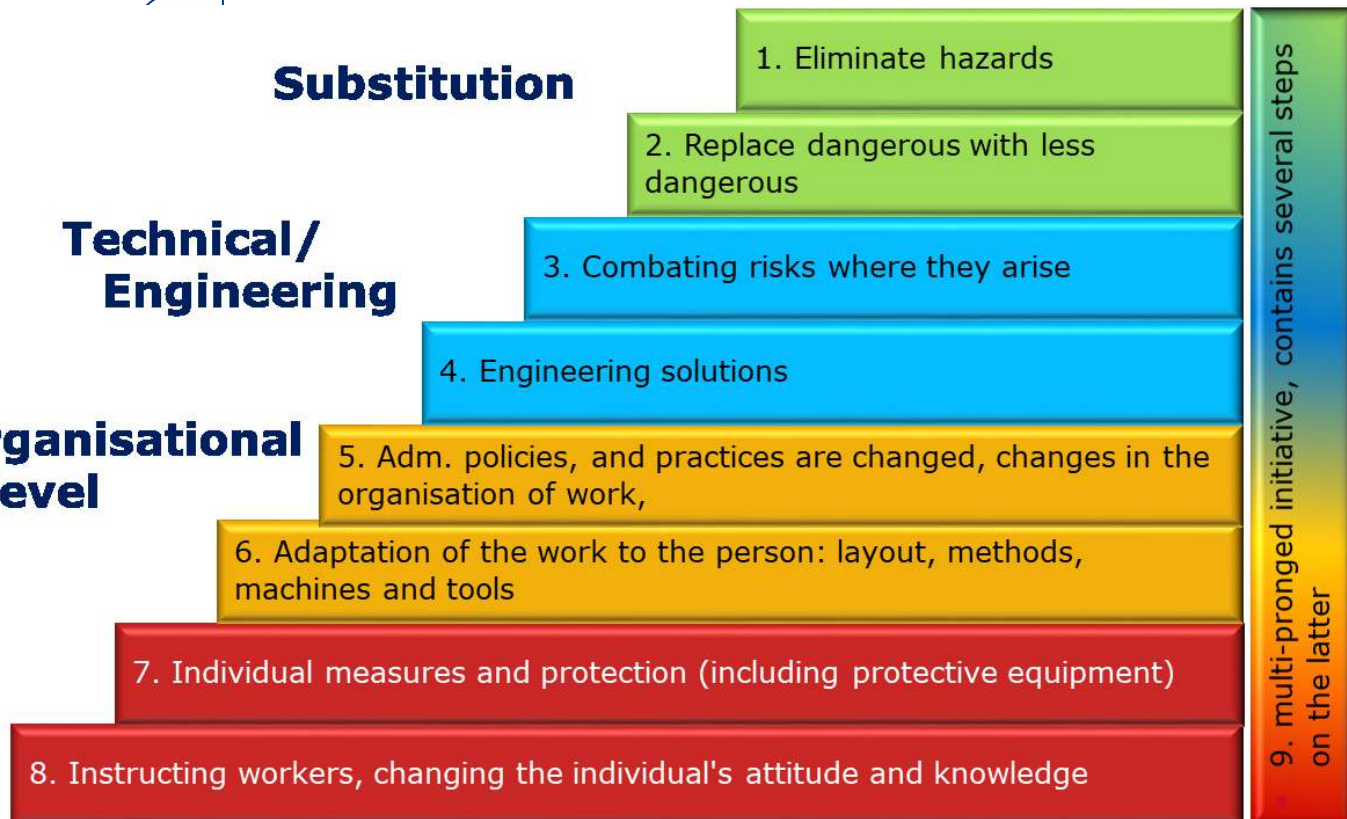 Substitution
1. Eliminate hazards
2. Replace dangerous with less
dangerous
Technical/
Engineering
3. Combating risks where they arise
4. Engineering solutions
rganisational
evel
5. Adm. policies, and practices are changed, changes in the
organisation of work,
6. Adaptation of the work to the person: layout, methods,
machines and tools
7. Individual measures and protection (including protective equipment)
8. Instructing workers, changing the individual's attitude and knowledge
9. multi-pronged initiative, contains several steps
on the latter